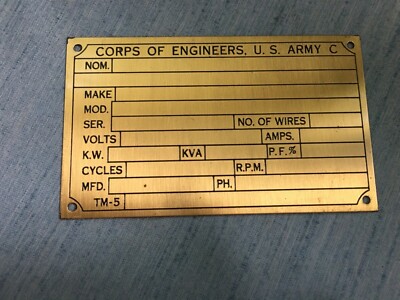 CORPS OF ENGINEERS, U. S. ARMY C
NOM.
MAKE
MOD.
SER. NO. OF WIRES
VOLTS AMPS.
K.W. KVA P.F.%
CYCLES R.P.M.
MFD. PH.
TM-5